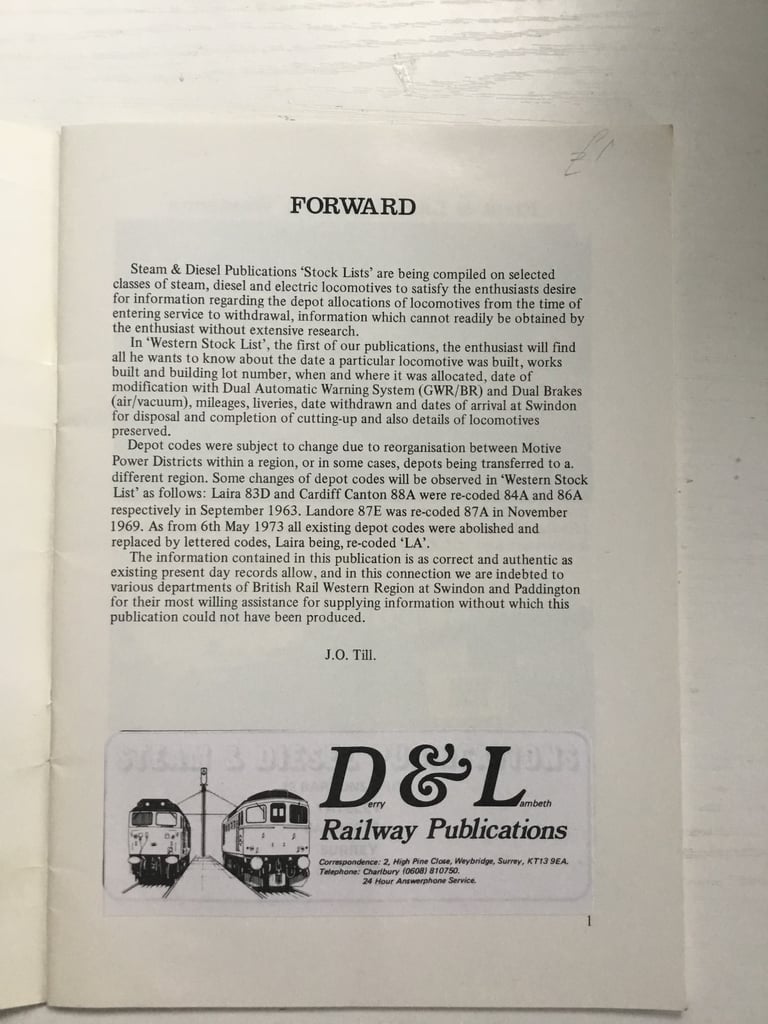 £1
FORWARD
Steam & Diesel Publications ‘Stock Lists’ are being compiled on selected
classes of steam, diesel and electric locomotives to satisfy the enthusiasts desire
for information regarding the depot allocations of locomotives from the time of
entering service to withdrawal, information which cannot readily be obtained by
the enthusiast without extensive research.
In ‘Western Stock List’, the first of our publications, the enthusiast will find
all he wants to know about the date a particular locomotive was built, works
built and building lot number, when and where it was allocated, date of
modification with Dual Automatic Warning System (GWR/BR) and Dual Brakes
(air/vacuum), mileages, liveries, date withdrawn and dates of arrival at Swindon
for disposal and completion of cutting-up and also details of locomotives
preserved.
Depot codes were subject to change due to reorganisation between Motive
Power Districts within a region, or in some cases, depots being transferred to a.
different region. Some changes of depot codes will be observed in ‘Western Stock
List’ as follows: Laira 83D and Cardiff Canton 88A were re-coded 84A and 86A
respectively in September 1963. Landore 87E was re-coded 87A in November
1969. As from 6th May 1973 all existing depot codes were abolished and
replaced by lettered codes, Laira being, re-coded ‘LA’.
The information contained in this publication is as correct and authentic as
existing present day records allow, and in this connection we are indebted to
various departments of British Rail Western Region at Swindon and Paddington
for their most willing assistance for supplying information without which this
publication could not have been produced.
J.O. Till.
STEAM & DIESEL PUBLICATIONS
Derry & Lambeth
Railway Publications
SURREY
Correspondence: 2, High Pine Close, Weybridge, Surrey, KT13 9EA.
Telephone: Charlbury (0608) 810750.
24 Hour Answerphone Service.
1